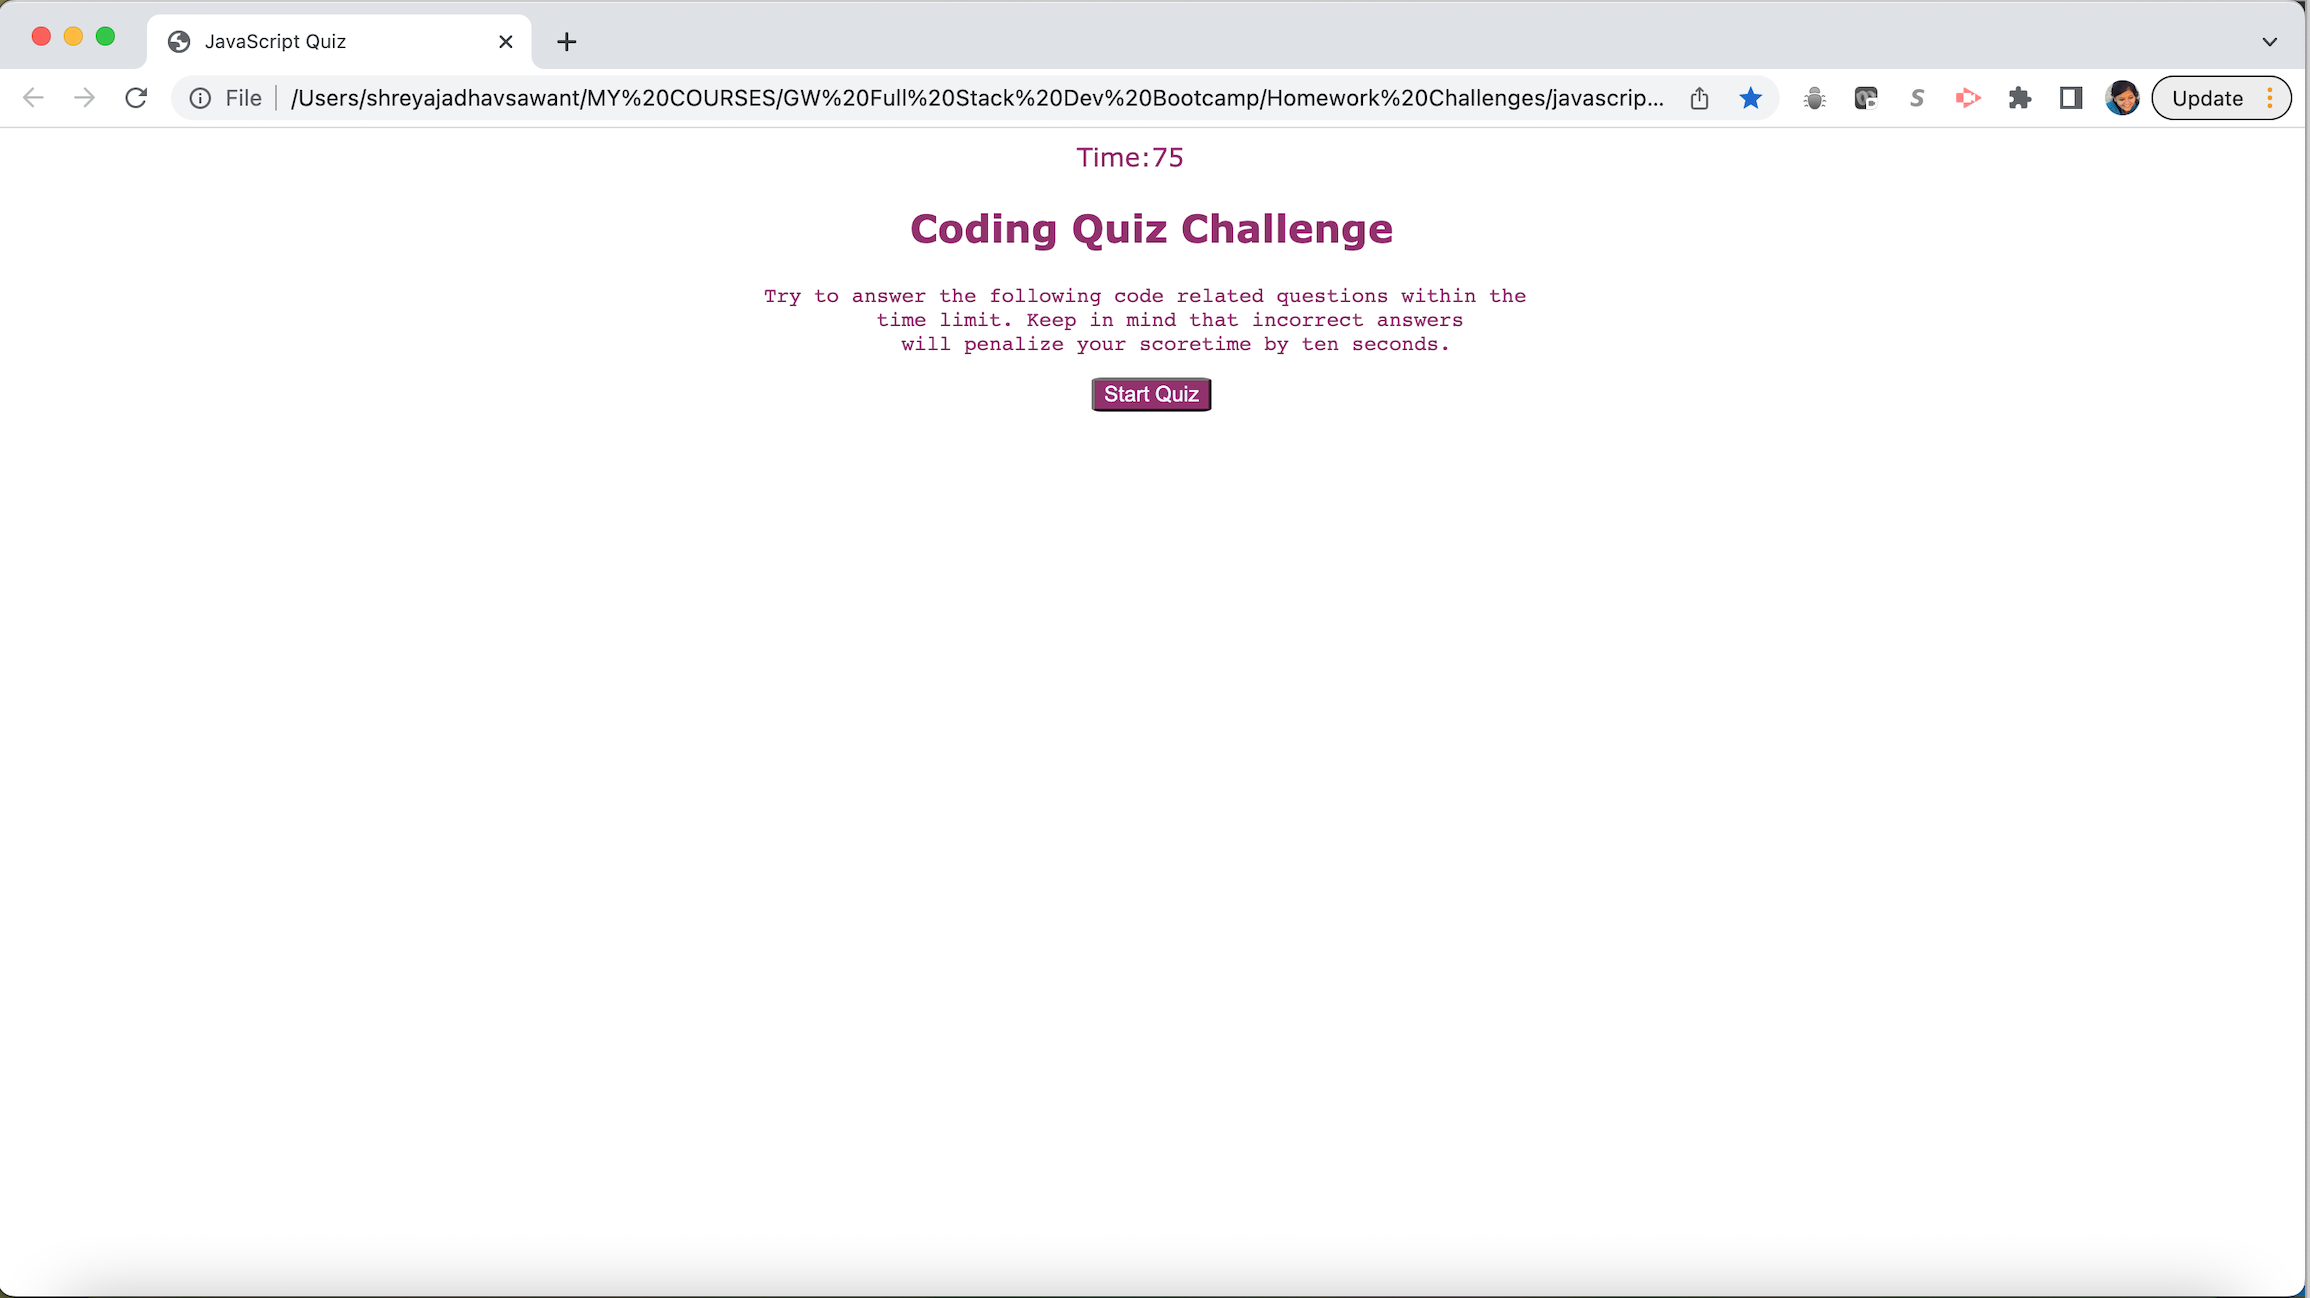 JavaScript Quiz
File /Users/shreyajadhavsawant/MY%20COURSES/GW%20Full%20Stack%20Dev%20Bootcamp/Homework%20Challenges/javascrip...
Update
Time:75
Coding Quiz Challenge
Try to answer the following code related questions within the
time limit. Keep in mind that incorrect answers
will penalize your scoretime by ten seconds.
Start Quiz